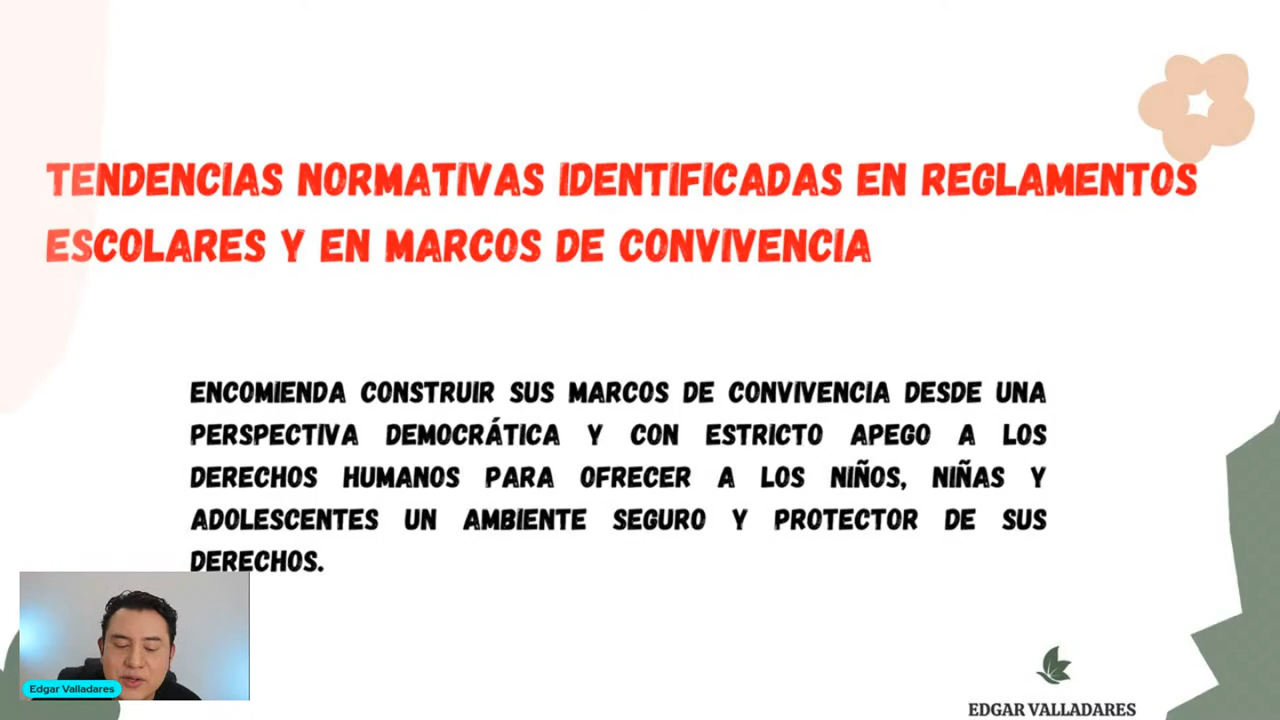 TENDENCIAS NORMATIVAS IDENTIFICADAS EN REGLAMENTOS
ESCOLARES Y EN MARCOS DE CONVIVENCIA
ENCOMIENDA CONSTRUIR SUS MARCOS DE CONVIVENCIA DESDE UNA
PERSPECTIVA DEMOCRÁTICA Y CON ESTRICTO APEGO A LOS
DERECHOS HUMANOS PARA OFRECER A LOS NIÑOS, NIÑAS Y
ADOLESCENTES UN AMBIENTE SEGURO Y PROTECTOR DE SUS
DERECHOS.
Edgar Valladares
EDGAR VALLADARES